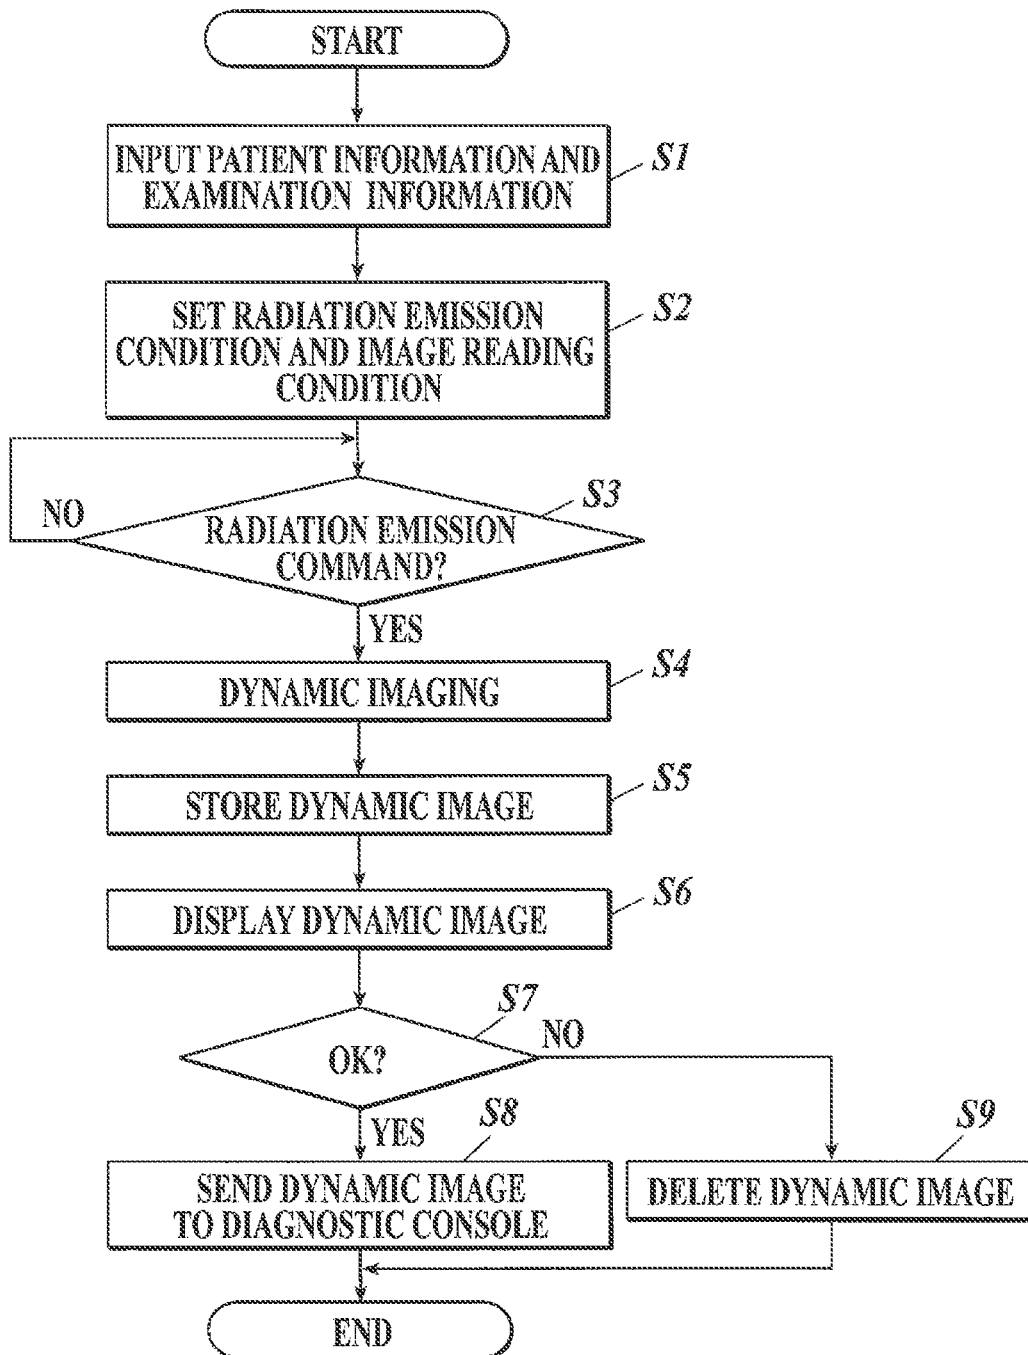 START
INPUT PATIENT INFORMATION AND
EXAMINATION INFORMATION
S1
SET RADIATION EMISSION
CONDITION AND IMAGE READING
CONDITION
S2
NO
RADIATION EMISSION
COMMAND?
S3
YES
DYNAMIC IMAGING
S4
STORE DYNAMIC IMAGE
S5
DISPLAY DYNAMIC IMAGE
S6
OK?
S7
NO
YES
SEND DYNAMIC IMAGE
TO DIAGNOSTIC CONSOLE
S8
DELETE DYNAMIC IMAGE
S9
END